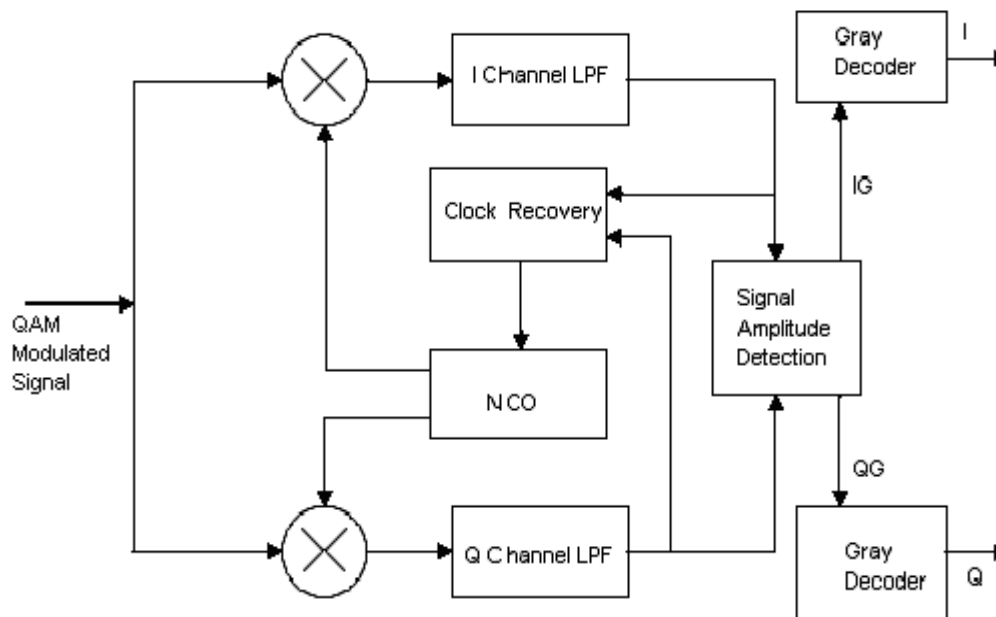 I Channel LPF
Gray
Decoder
I
IG
Clock Recovery
QAM
Modulated
Signal
Signal
Amplitude
Detection
NCO
QG
Q Channel LPF
Gray
Decoder
Q